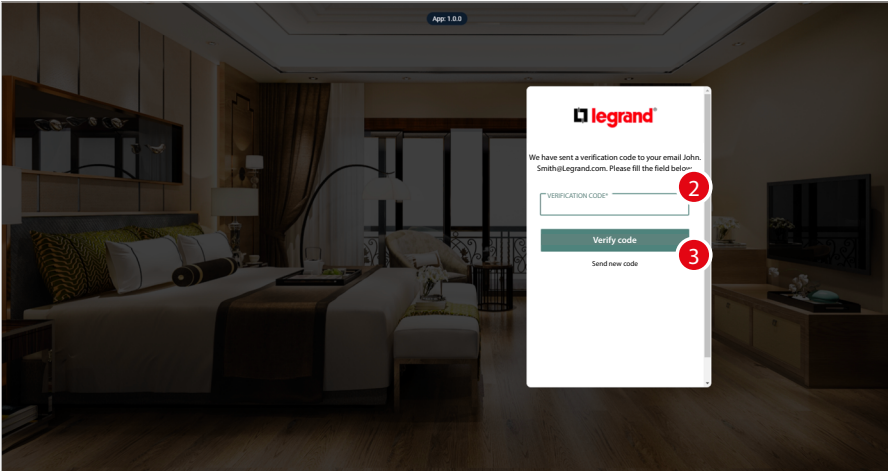 App: 1.0.0
legrand®
We have sent a verification code to your email John.
Smith@Legrand.com. Please fill the field below.
2
VERIFICATION CODE*
Verify code
3
Send new code